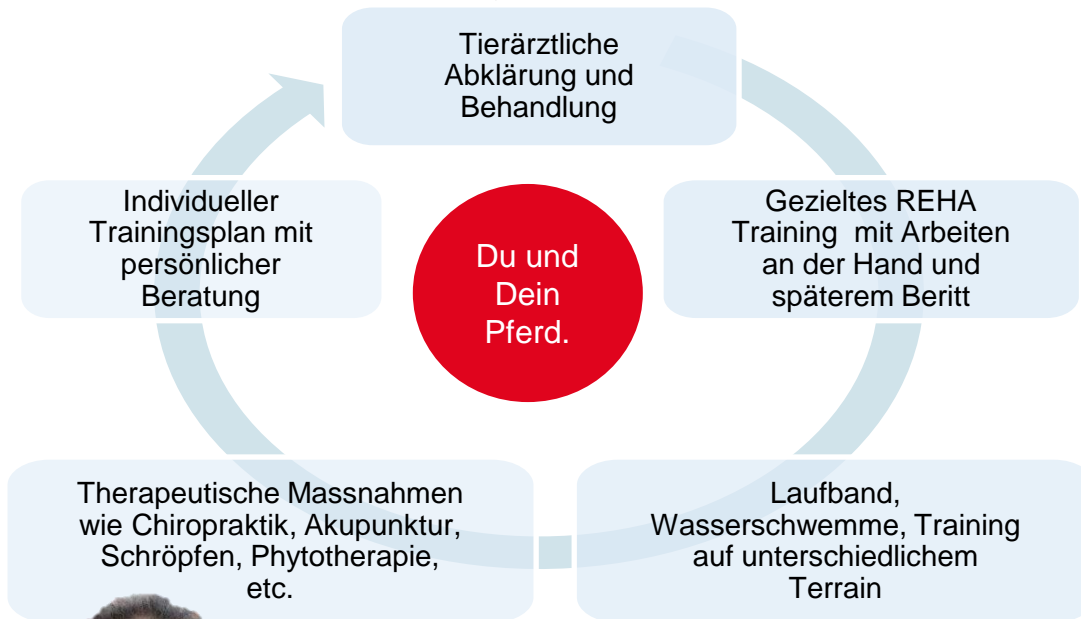 Tierärztliche
Abklärung und
Behandlung
Gezieltes REHA
Training  mit Arbeiten
an der Hand und
späterem Beritt
Laufband,
Wasserschwemme, Training
auf unterschiedlichem
Terrain
Therapeutische Massnahmen
wie Chiropraktik, Akupunktur,
Schröpfen, Phytotherapie,
etc.
Individueller
Trainingsplan mit
persönlicher
Beratung
Du und
Dein
Pferd.